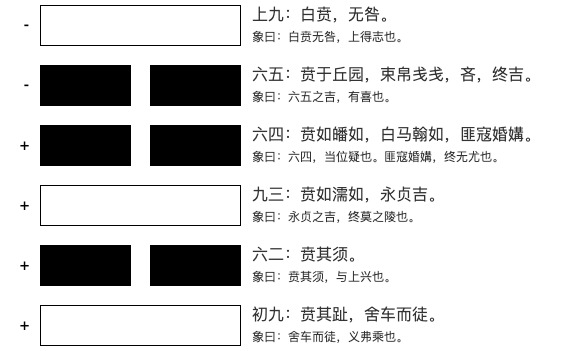 - 上九：白贲，无咎。
象曰：白贲无咎，上得志也。
- 六五：贲于丘园，束帛戋戋，吝，终吉。
象曰：六五之吉，有喜也。
+ 六四：贲如皤如，白马翰如，匪寇婚媾。
象曰：六四，当位疑也。匪寇婚媾，终无尤也。
+ 九三：贲如濡如，永贞吉。
象曰：永贞之吉，终莫之陵也。
+ 六二：贲其须。
象曰：贲其须，与上兴也。
+ 初九：贲其趾，舍车而徒。
象曰：舍车而徒，义弗乘也。